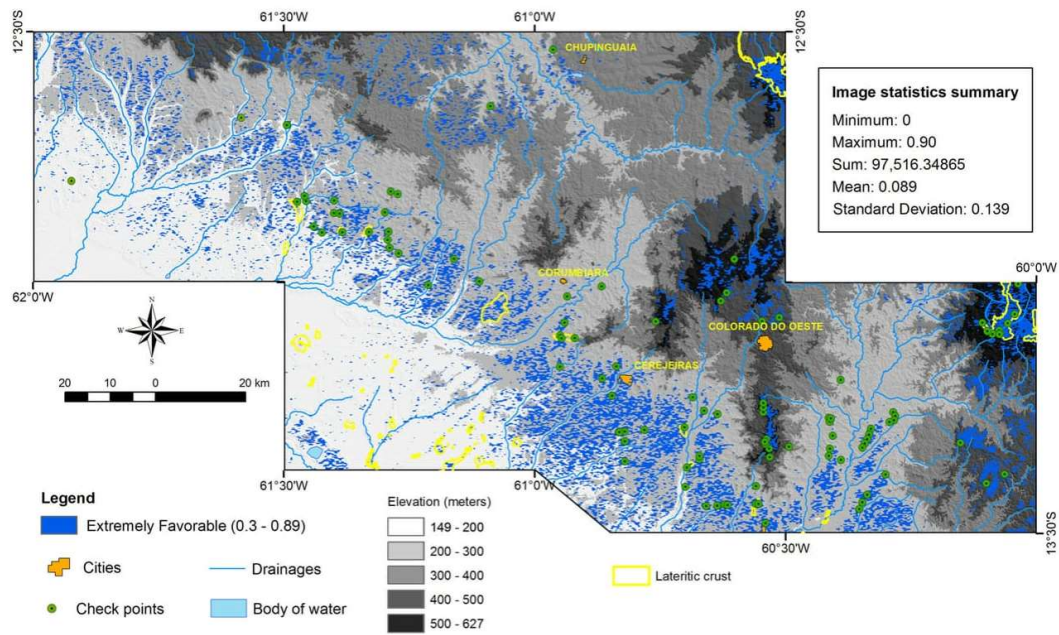 61°30'W
61°0'W
12°30'S
12°30'S
CHUPINGUAIA
Image statistics summary
Minimum: 0
Maximum: 0.90
Sum: 97,516.34865
Mean: 0.089
Standard Deviation: 0.139
60°0'W
62°0'W
CORUMBIARA
COLORADO DO OESTE
CEREJEIRAS
N
W
E
S
20
10
0
20 km
61°30'W
61°0'W
60°30'W
13°30'S
Legend
Extremely Favorable (0.3 - 0.89)
Cities
Drainages
Check points
Body of water
Elevation (meters)
149 - 200
200 - 300
300 - 400
400 - 500
500 - 627
Lateritic crust